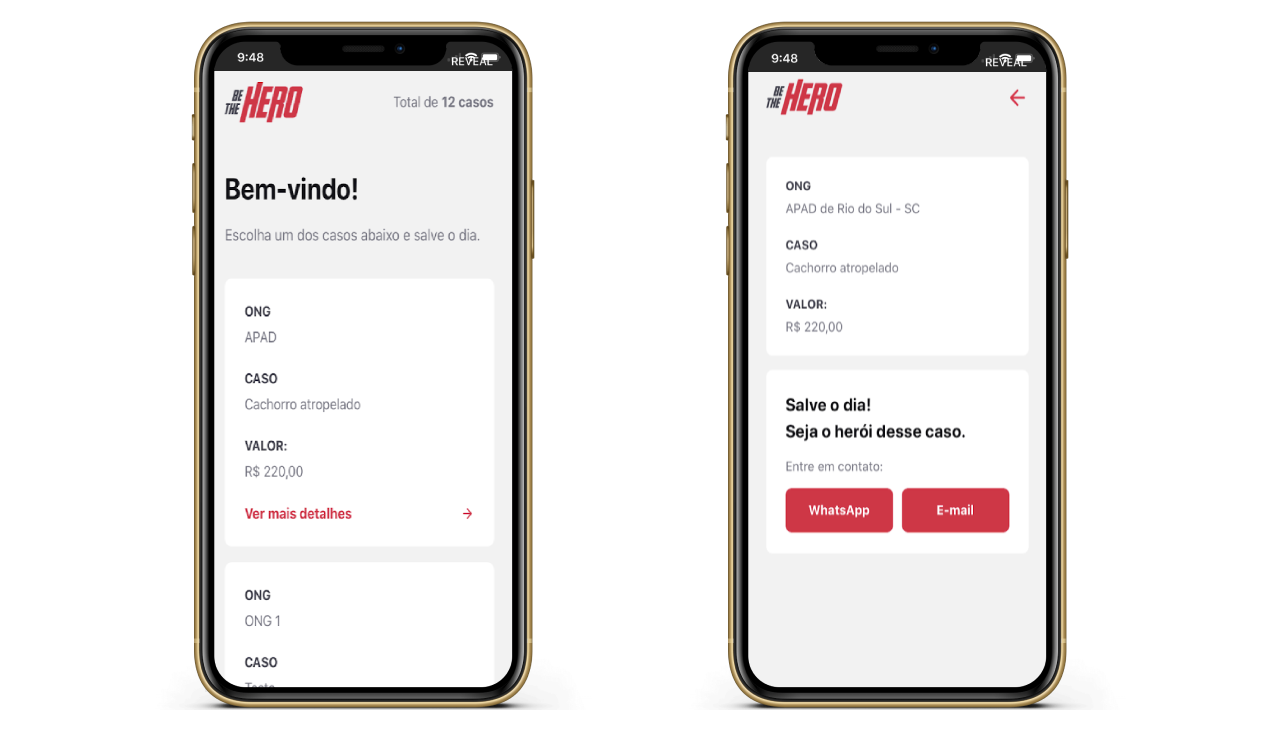 9:48
REVEAL
BE THE HERO
Total de 12 casos
Bem-vindo!
Escolha um dos casos abaixo e salve o dia.
ONG
APAD
CASO
Cachorro atropelado
VALOR:
R$ 220,00
Ver mais detalhes
ONG
ONG 1
CASO
9:48
REVEAL
BE THE HERO
ONG
APAD de Rio do Sul - SC
CASO
Cachorro atropelado
VALOR:
R$ 220,00
Salve o dia!
Seja o herói desse caso.
Entre em contato:
WhatsApp
E-mail